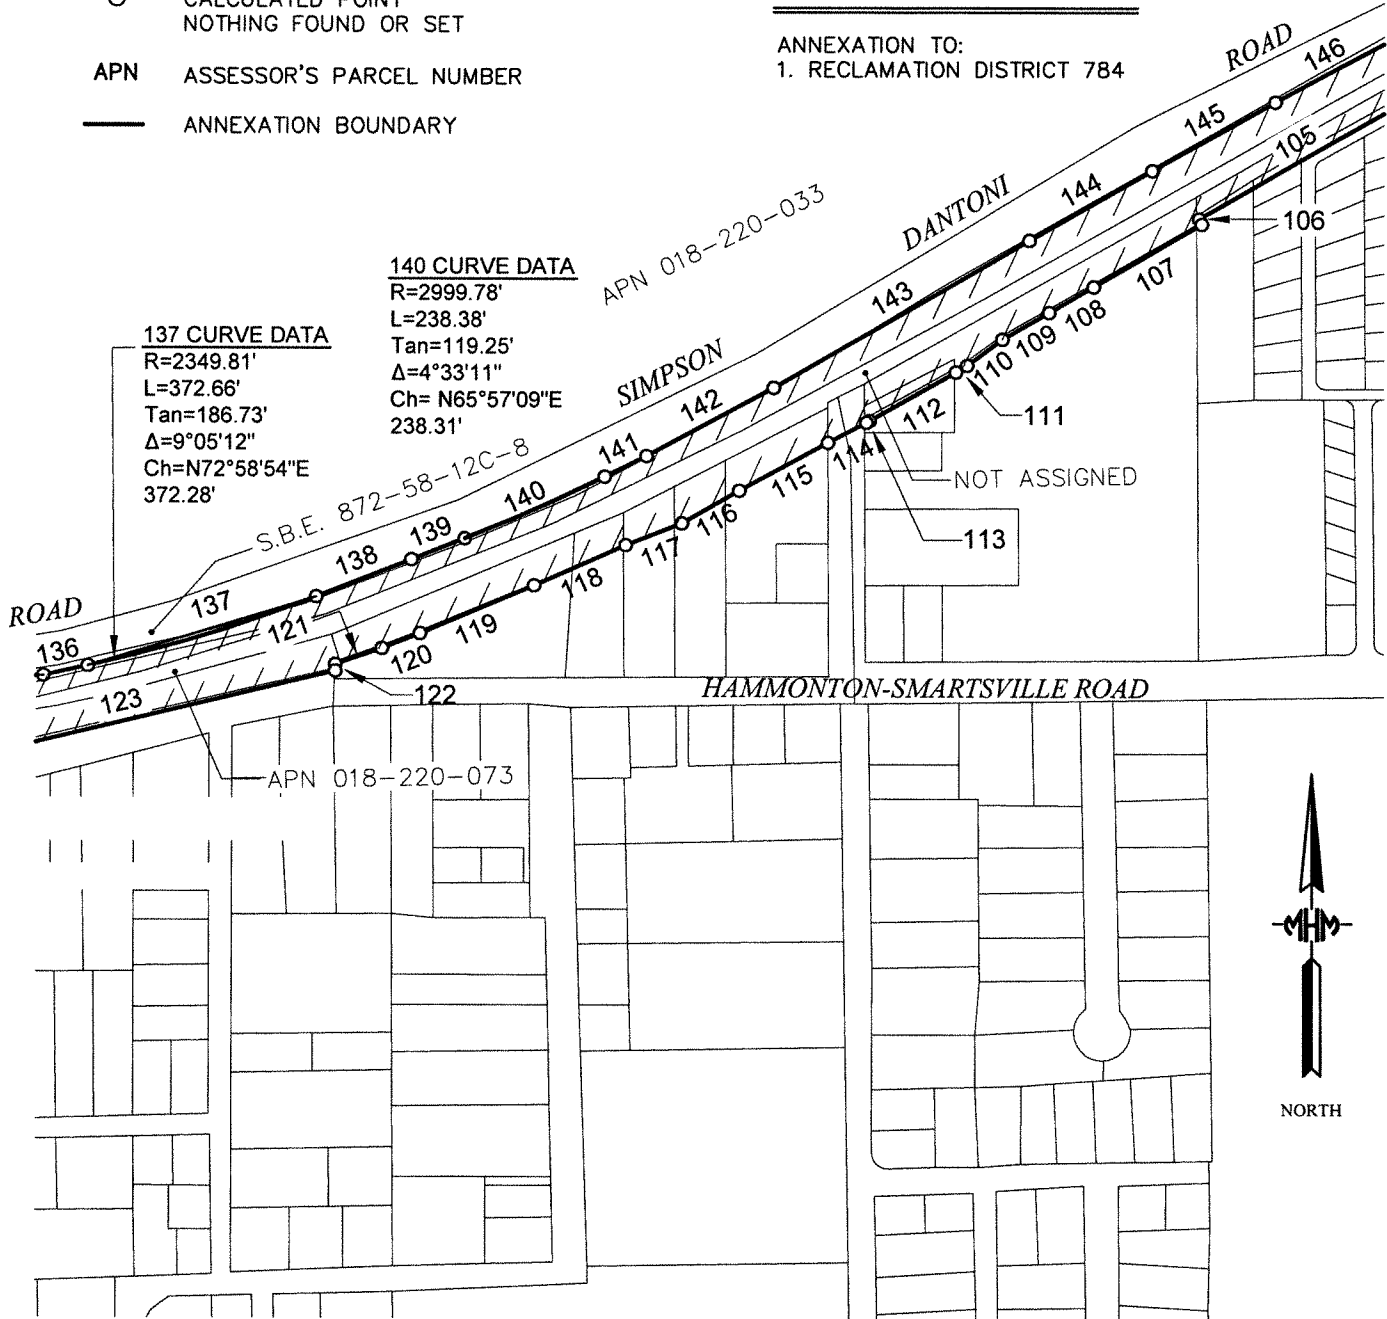 CALCULATED POINT
NOTHING FOUND OR SET
APN ASSESSOR'S PARCEL NUMBER
ANNEXATION BOUNDARY
ANNEXATION TO:
1. RECLAMATION DISTRICT 784
ROAD
146
145
105
144
DANTONI
106
APN 018-220-033
143
107
108
109
110
111
140 CURVE DATA
R=2999.78'
L=238.38'
Tan=119.25'
Δ=4°33'11"
Ch= N65°57'09"E
238.31'
137 CURVE DATA
R=2349.81'
L=372.66'
Tan=186.73'
Δ=9°05'12"
Ch=N72°58'54"E
372.28'
SIMPSON
142
112
114
NOT ASSIGNED
113
141
115
S.B.E. 872-58-12C-8
140
116
139
117
138
118
ROAD
137
121
119
136
120
123
122
HAMMONTON-SMARTSVILLE ROAD
APN 018-220-073
MHM
NORTH